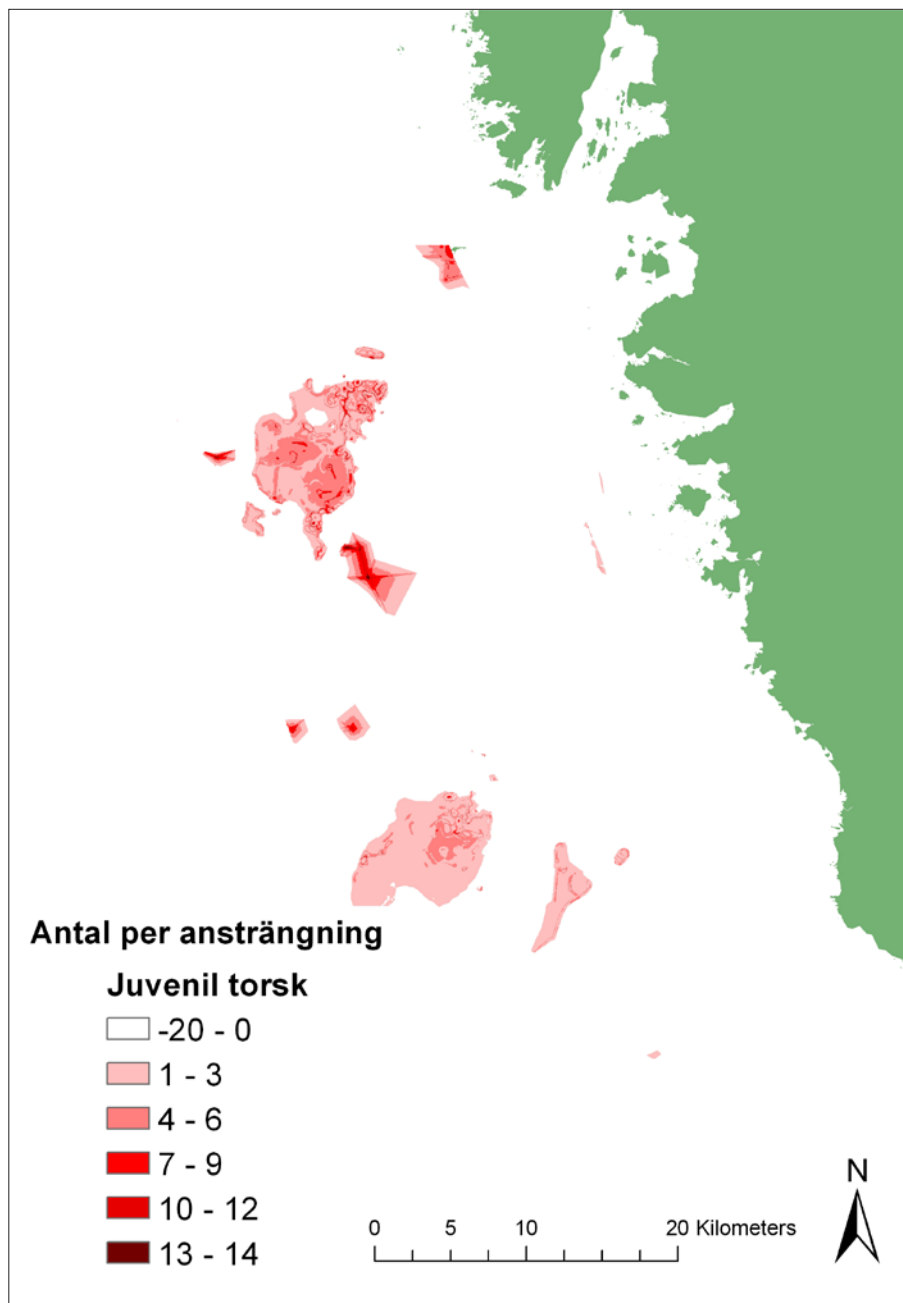 Antal per ansträngning
Juvenil torsk
-20 - 0
1 - 3
4 - 6
7 - 9
10 - 12
13 - 14
0 5 10 20 Kilometers
N